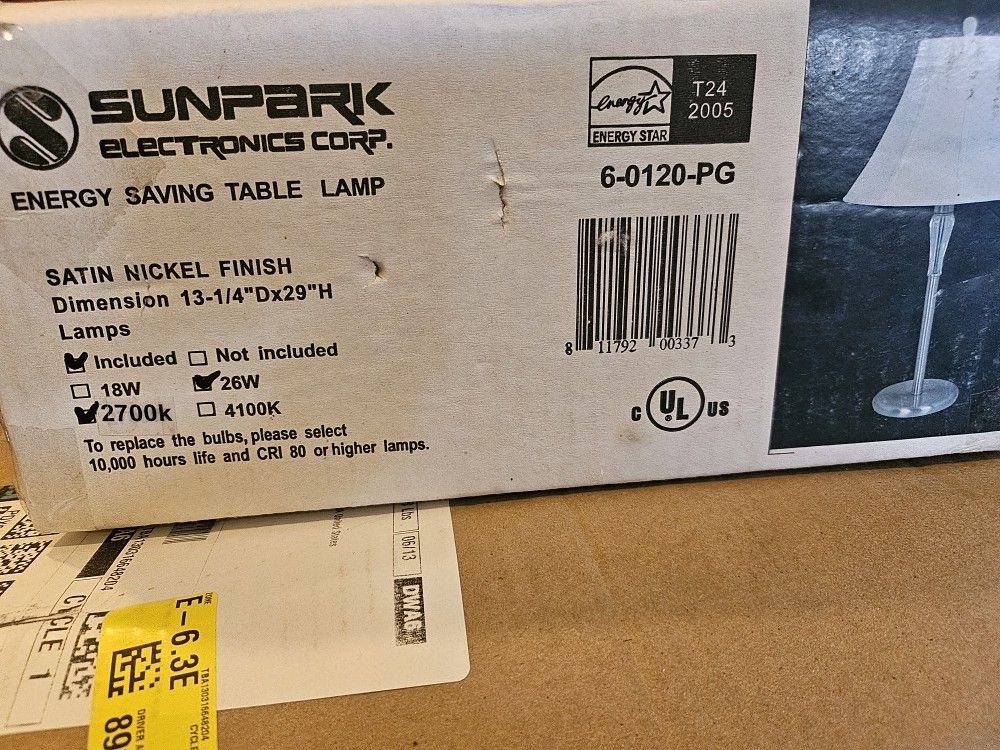 SUNPARK
ELECTRONICS CORP.
ENERGY SAVING TABLE LAMP
SATIN NICKEL FINISH
Dimension 13-1/4"Dx29"H
Lamps
Included Not included
18W 26W
2700k 4100K
To replace the bulbs, please select
10,000 hours life and CRI 80 or higher lamps.
energy
ENERGY STAR
T24
2005
6-0120-PG
8 11792 00337 3
C UL US
06/13
DWA6
CYCLE 1
E-6.3E
TBA130316648204
89